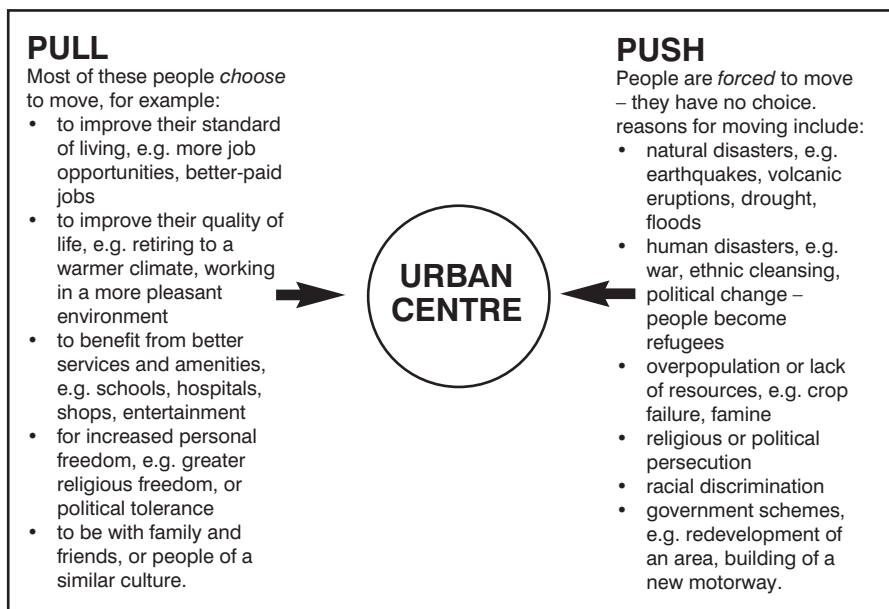 PULL
Most of these people choose
to move, for example:
• to improve their standard
of living, e.g. more job
opportunities, better-paid
jobs
• to improve their quality of
life, e.g. retiring to a
warmer climate, working
in a more pleasant
environment
• to benefit from better
services and amenities,
e.g. schools, hospitals,
shops, entertainment
• for increased personal
freedom, e.g. greater
religious freedom, or
political tolerance
• to be with family and
friends, or people of a
similar culture.
URBAN
CENTRE
PUSH
People are forced to move
– they have no choice.
reasons for moving include:
• natural disasters, e.g.
earthquakes, volcanic
eruptions, drought,
floods
• human disasters, e.g.
war, ethnic cleansing,
political change –
people become
refugees
• overpopulation or lack
of resources, e.g. crop
failure, famine
• religious or political
persecution
• racial discrimination
• government schemes,
e.g. redevelopment of
an area, building of a
new motorway.